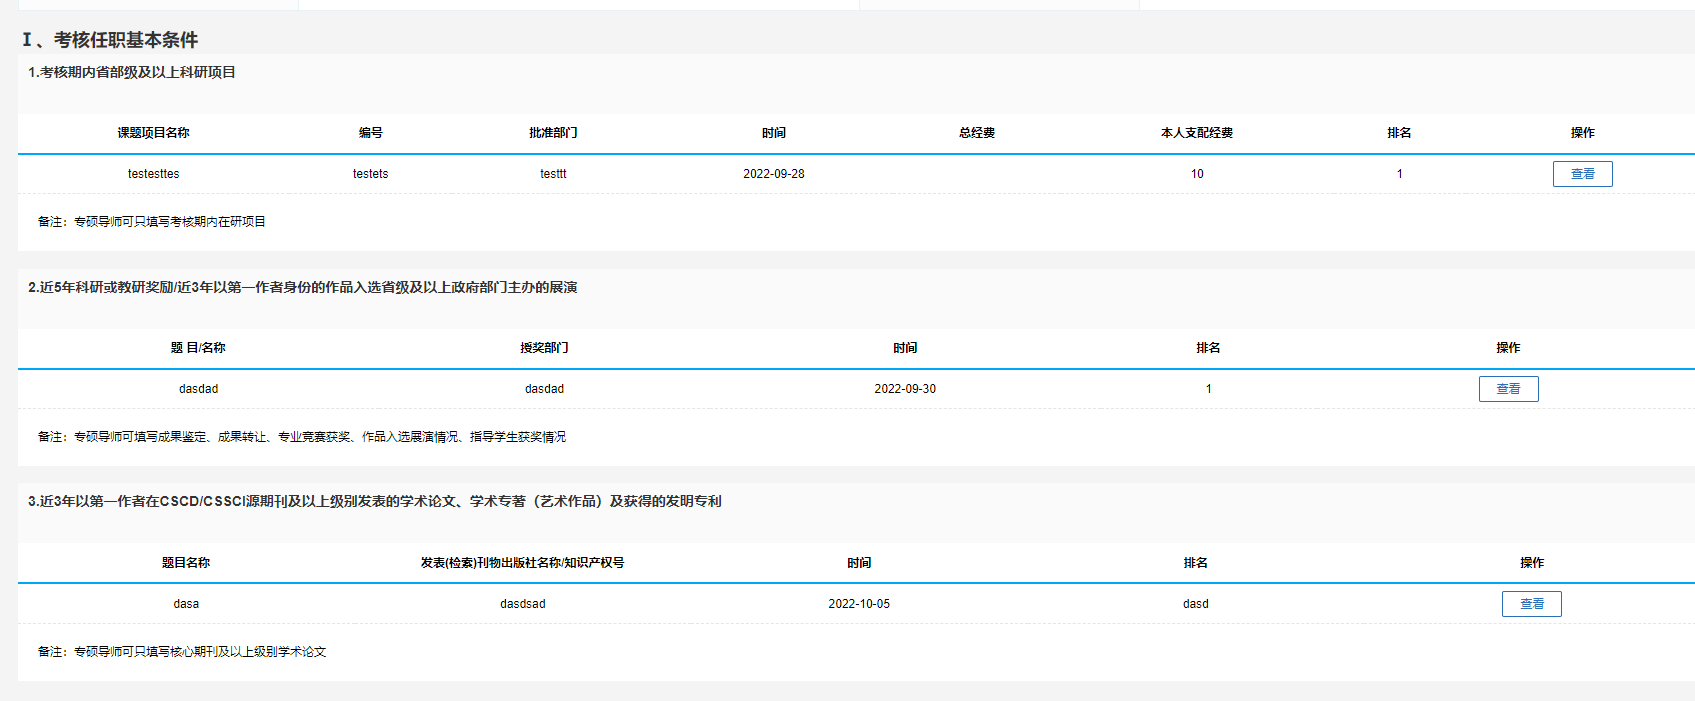 Ⅰ、考核任职基本条件
1.考核期内省部级及以上科研项目
课题项目名称 编号 批准部门 时间 总经费 本人支配经费 排名 操作
testesttes testets testtt 2022-09-28 10 1 查看
备注：专硕导师可只填写考核期内在研项目
2.近5年科研或教研奖励/近3年以第一作者身份的作品入选省级及以上政府部门主办的展演
题 目/名称 授奖部门 时间 排名 操作
dasdad dasdad 2022-09-30 1 查看
备注：专硕导师可填写成果鉴定、成果转让、专业竞赛获奖、作品入选展演情况、指导学生获奖情况
3.近3年以第一作者在CSCD/CSSCI源期刊及以上级别发表的学术论文、学术专著（艺术作品）及获得的发明专利
题目名称 发表(检索)刊物出版社名称/知识产权号 时间 排名 操作
dasa dasdsad 2022-10-05 dasd 查看
备注：专硕导师可只填写核心期刊及以上级别学术论文